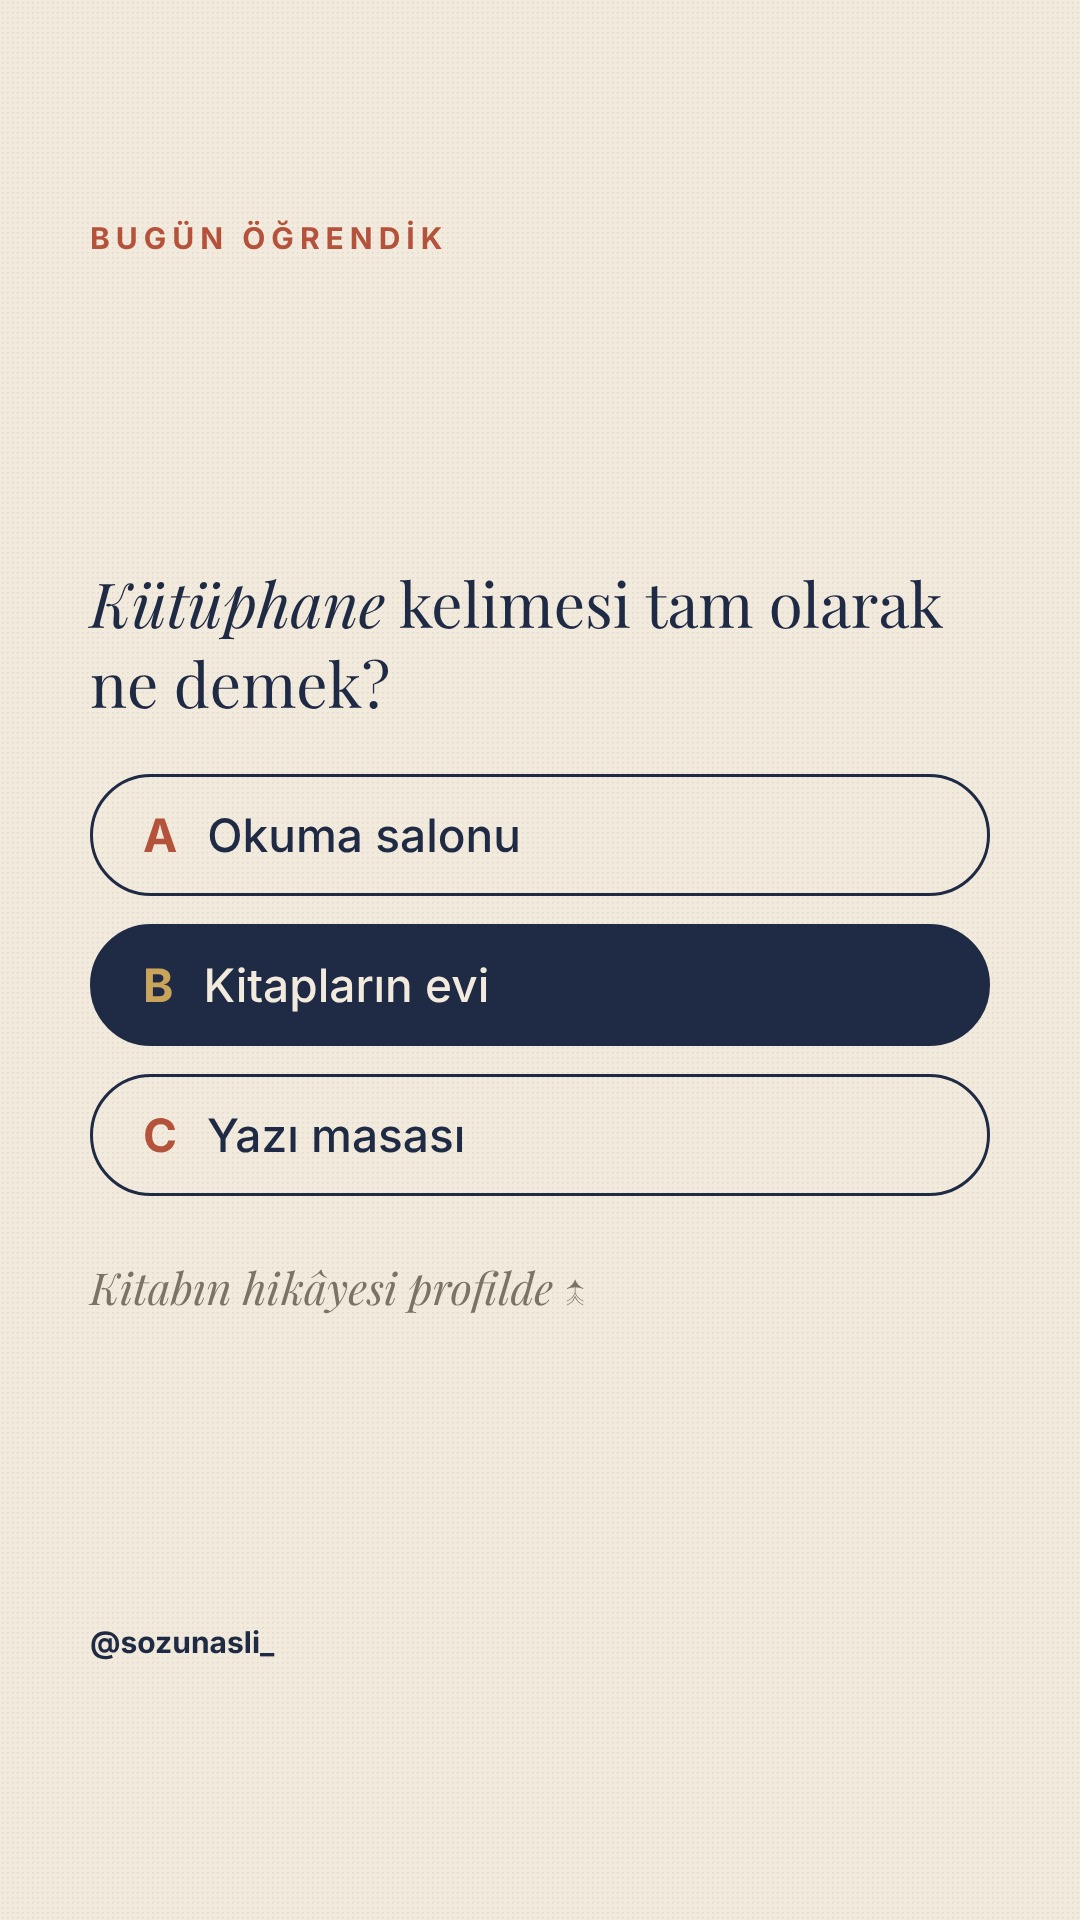 BUGÜN ÖĞRENDİK
Kütüphane kelimesi tam olarak
ne demek?
A Okuma salonu
B Kitapların evi
C Yazı masası
Kitabın hikâyesi profilde
@sozunasli_